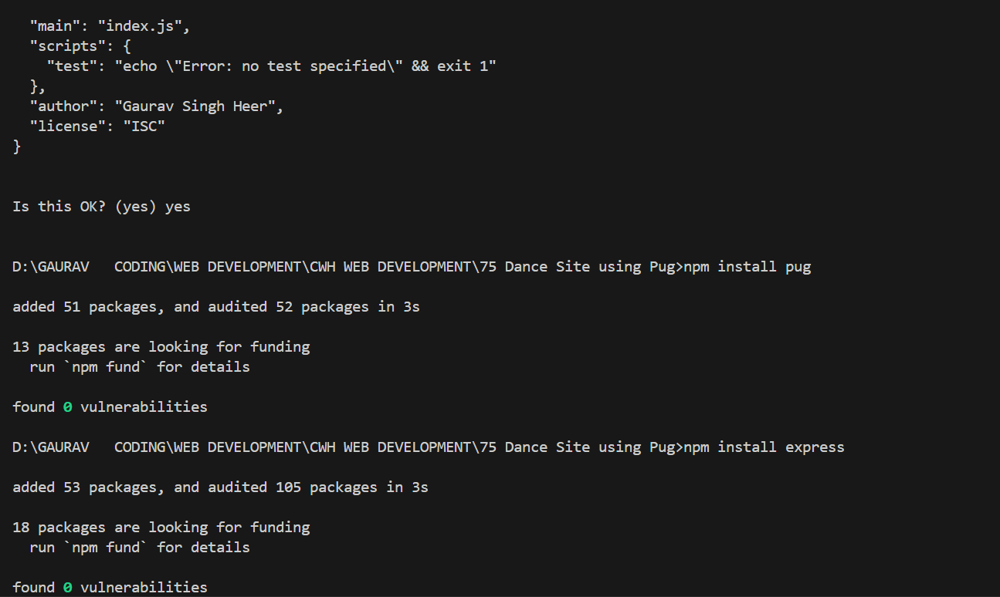 "main": "index.js",
"scripts": {
"test": "echo \"Error: no test specified\" && exit 1"
},
"author": "Gaurav Singh Heer",
"license": "ISC"
}
Is this OK? (yes) yes
D:\GAURAV   CODING\WEB DEVELOPMENT\CWH WEB DEVELOPMENT\75 Dance Site using Pug>npm install pug
added 51 packages, and audited 52 packages in 3s
13 packages are looking for funding
run `npm fund` for details
found 0 vulnerabilities
D:\GAURAV   CODING\WEB DEVELOPMENT\CWH WEB DEVELOPMENT\75 Dance Site using Pug>npm install express
added 53 packages, and audited 105 packages in 3s
18 packages are looking for funding
run `npm fund` for details
found 0 vulnerabilities